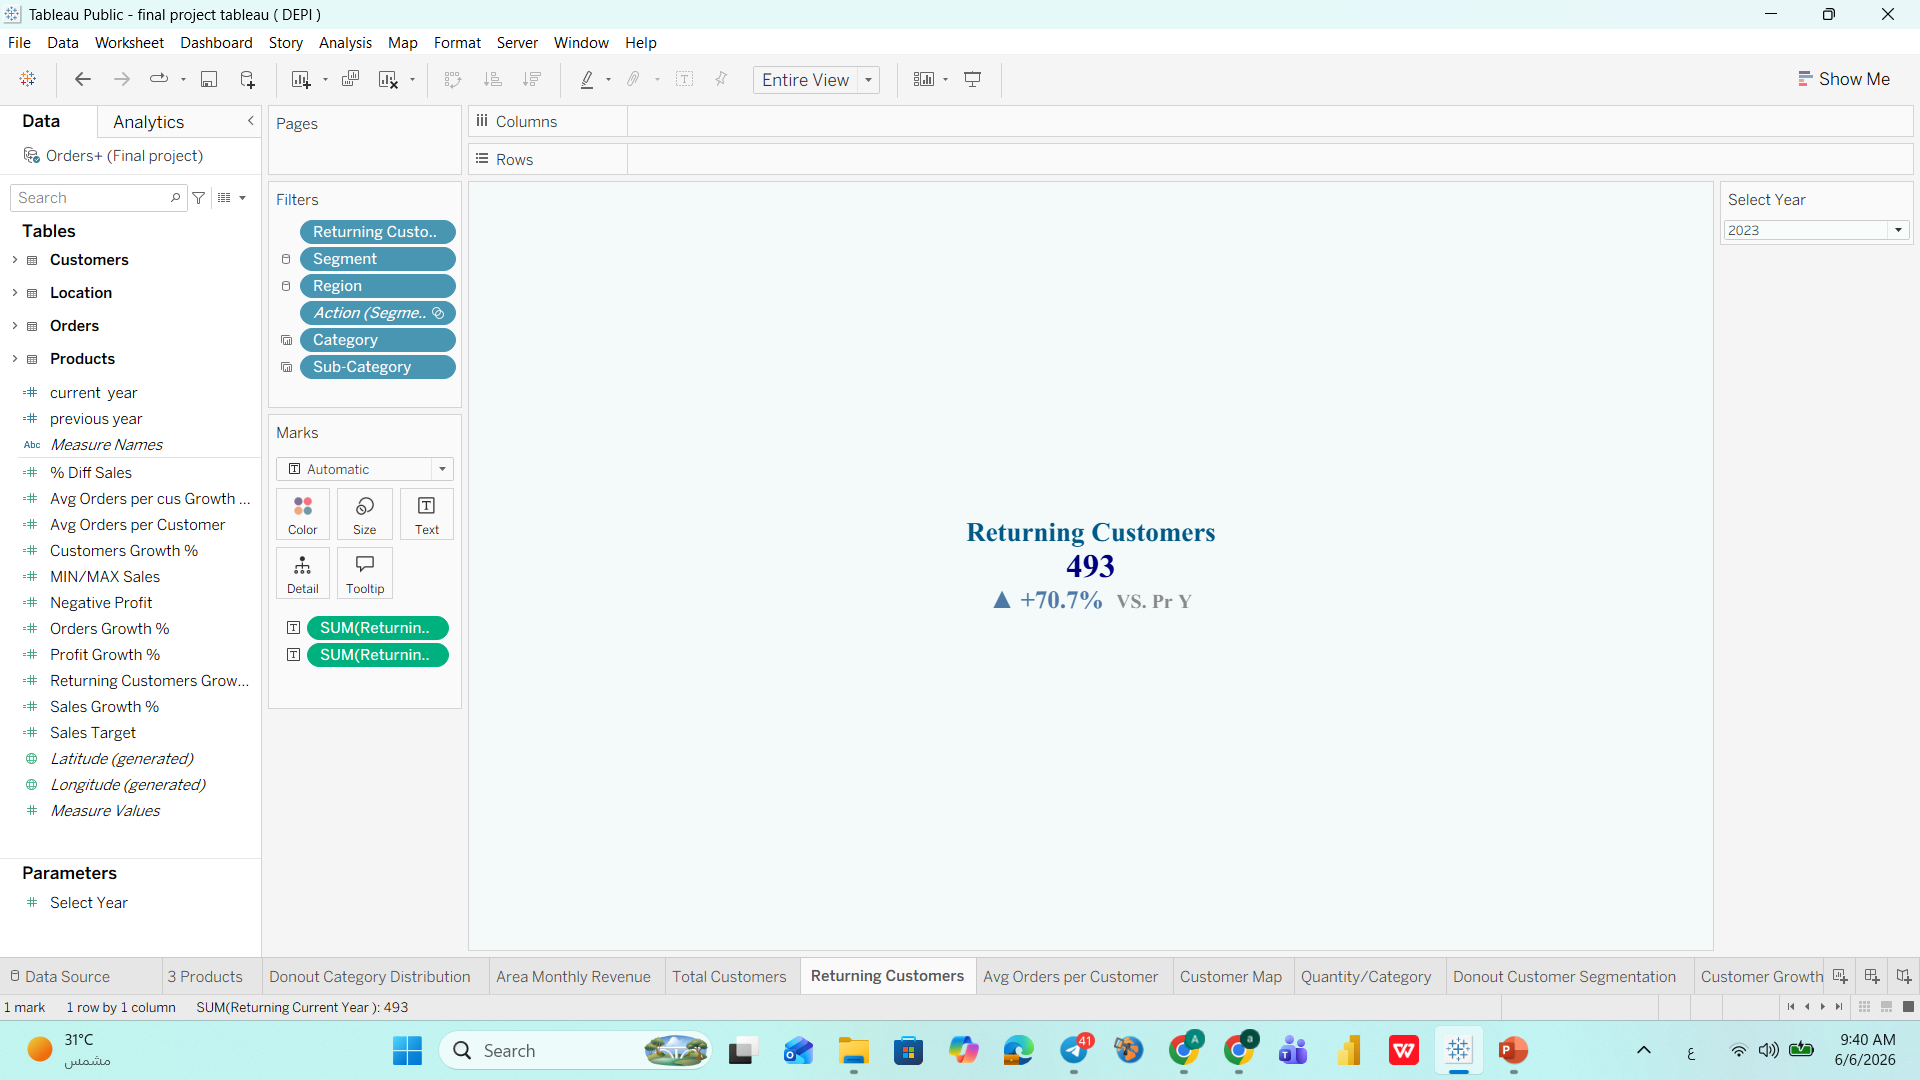 Tableau Public - final project tableau ( DEPI )
File Data Worksheet Dashboard Story Analysis Map Format Server Window Help
Entire View
Show Me
Data
Analytics
Orders+ (Final project)
Search
Tables
Customers
Location
Orders
Products
current year
previous year
Abc Measure Names
% Diff Sales
Avg Orders per cus Growth ...
Avg Orders per Customer
Customers Growth %
MIN/MAX Sales
Negative Profit
Orders Growth %
Profit Growth %
Returning Customers Grow...
Sales Growth %
Sales Target
Latitude (generated)
Longitude (generated)
Measure Values
Parameters
Select Year
Pages
Filters
Returning Custo..
Segment
Region
Action (Segme..
Category
Sub-Category
Marks
Automatic
Color Size Text
Detail Tooltip
SUM(Returnin..
SUM(Returnin..
Columns
Rows
Returning Customers
493
▲ +70.7% VS. Pr Y
Select Year
2023
Data Source 3 Products Donout Category Distribution Area Monthly Revenue Total Customers Returning Customers Avg Orders per Customer Customer Map Quantity/Category Donout Customer Segmentation Customer Growth
1 mark 1 row by 1 column SUM(Returning Current Year ): 493
31°C
مشمس
Search
41
A
a
W
P
ع
9:40 AM
6/6/2026